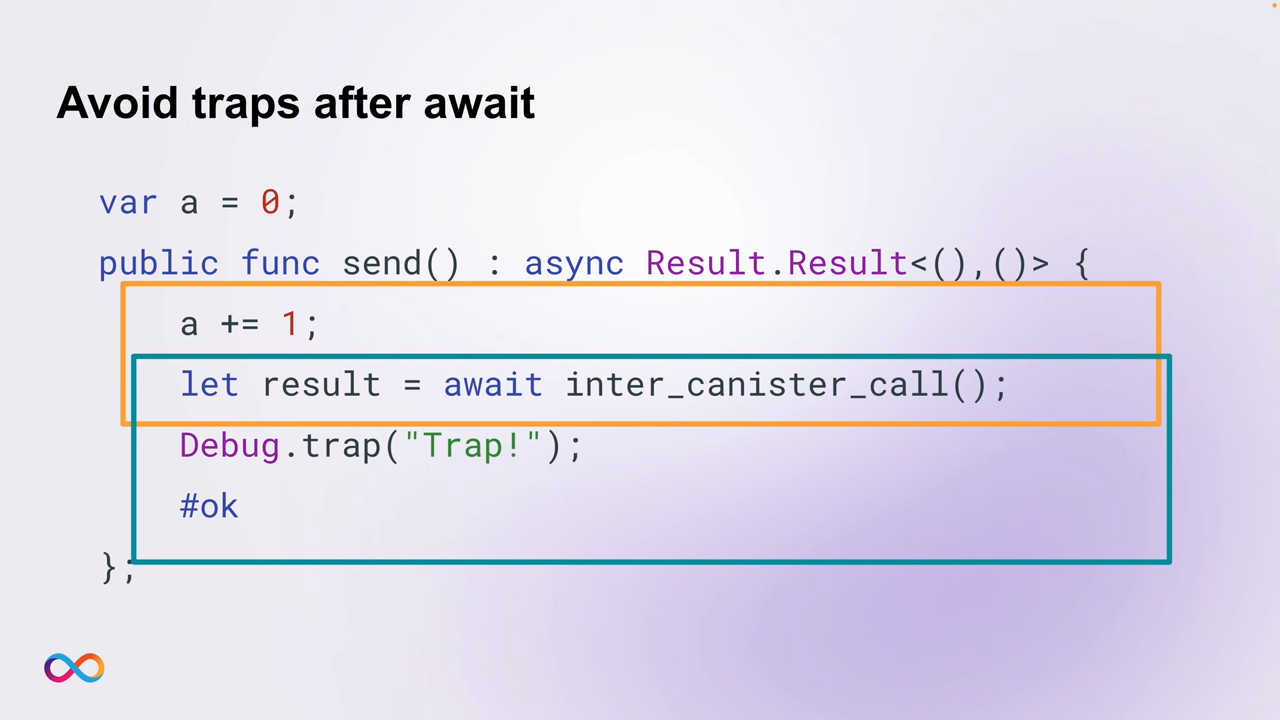 Avoid traps after await
var a = 0;
public func send() : async Result.Result<(),()> {
a += 1;
let result = await inter_canister_call();
Debug.trap("Trap!");
#ok
};